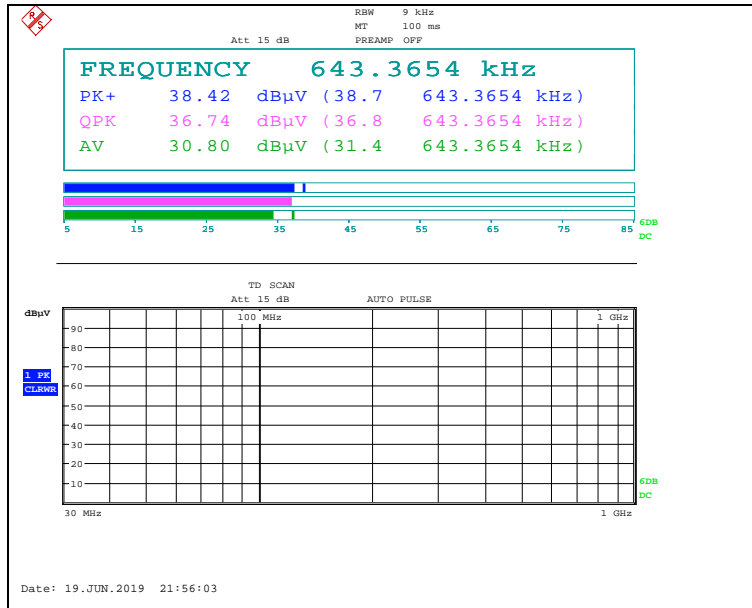 R S
RBW 9 kHz
MT 100 ms
Att 15 dB PREAMP OFF
FREQUENCY 643.3654 kHz
PK+ 38.42 dBµV (38.7 643.3654 kHz)
QPK 36.74 dBµV (36.8 643.3654 kHz)
AV 30.80 dBµV (31.4 643.3654 kHz)
5 15 25 35 45 55 65 75 85
6DB
DC
TD SCAN
Att 15 dB AUTO PULSE
dBµV
100 MHz 1 GHz
90
80
70
1 PK
60
CLRWR
50
40
30
20
10
6DB
DC
30 MHz 1 GHz
Date: 19.JUN.2019 21:56:03